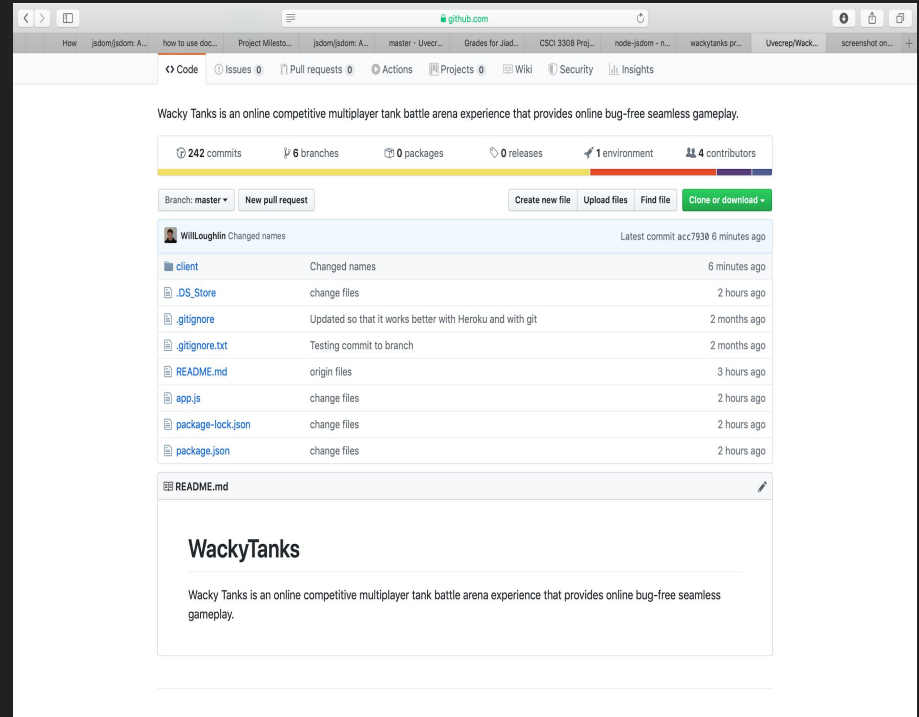 github.com
How jsdom/jsdom: A... how to use doc... Project Milesto... jsdom/jsdom: A... master · Uvecr... Grades for Jiad... CSCI 3308 Proj... node-jsdom - n... wackytanks pr... Uvecrep/Wack... screenshot on...
<> Code Issues 0 Pull requests 0 Actions Projects 0 Wiki Security Insights
Wacky Tanks is an online competitive multiplayer tank battle arena experience that provides online bug-free seamless gameplay.
242 commits 6 branches 0 packages 0 releases 1 environment 4 contributors
Branch: master New pull request Create new file Upload files Find file Clone or download
WillLoughlin Changed names Latest commit acc7930 6 minutes ago
client Changed names 6 minutes ago
.DS_Store change files 2 hours ago
.gitignore Updated so that it works better with Heroku and with git 2 months ago
.gitignore.txt Testing commit to branch 2 months ago
README.md origin files 3 hours ago
app.js change files 2 hours ago
package-lock.json change files 2 hours ago
package.json change files 2 hours ago
README.md
WackyTanks
Wacky Tanks is an online competitive multiplayer tank battle arena experience that provides online bug-free seamless
gameplay.